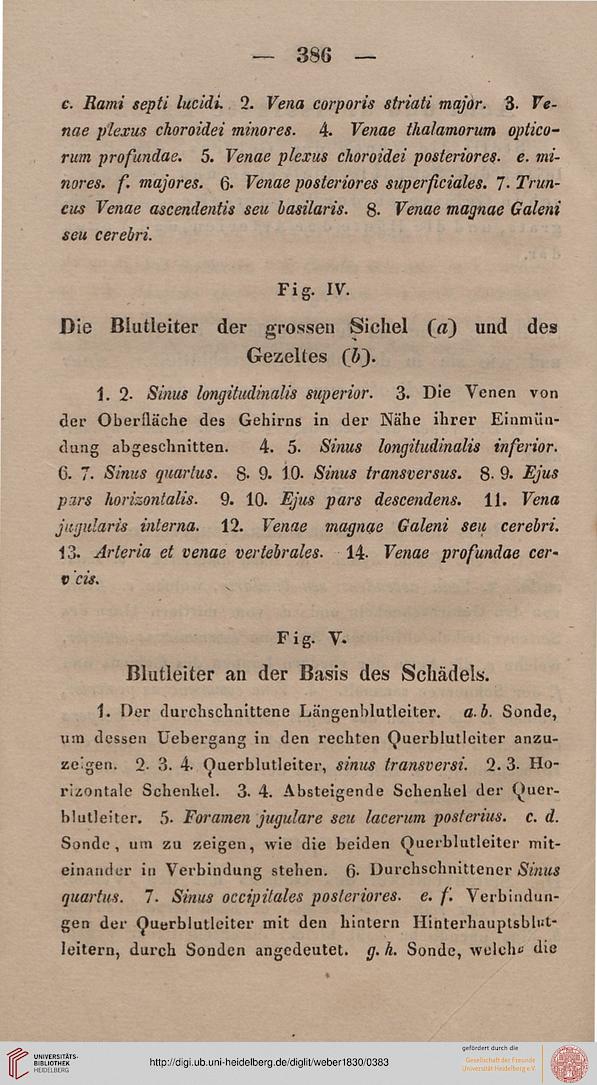 — 386 —
c. Rami septi lucidi. 2. Vena corporis striati major. 3. Ve-
nae plexus choroidei minores. 4. Venae thalamorum optico-
rum profundae. 5. Venae plexus choroidei posteriores. e. mi-
nores. f. majores. 6. Venae posteriores superficiales. 7. Trun-
cus Venae ascendentis seu basilaris. 8. Venae magnae Galeni
seu cerebri.
Fig. IV.
Die Blutleiter der grossen Sichel (a) und des
Gezeltes (b).
1. 2. Sinus longitudinalis superior. 3. Die Venen von
der Oberfläche des Gehirns in der Nähe ihrer Einmün-
dung abgeschnitten. 4. 5. Sinus longitudinalis inferior.
6. 7. Sinus quartus. 8. 9. 10. Sinus transversus. 8. 9. Ejus
pars horizontalis. 9. 10. Ejus pars descendens. 11. Vena
jugularis interna. 12. Venae magnae Galeni seu cerebri.
13. Arteria et venae vertebrales. 14. Venae profundae cer-
v cis.
Fig. V.
Blutleiter an der Basis des Schädels.
1. Der durchschnittene Längenblutleiter. a. b. Sonde,
um dessen Uebergang in den rechten Querblutleiter anzu-
zeigen. 2. 3. 4. Querblutleiter, sinus transversi. 2. 3. Ho-
rizontale Schenkel. 3. 4. Absteigende Schenkel der Quer-
blutleiter. 5. Foramen jugulare seu lacerum posterius. c. d.
Sonde, um zu zeigen, wie die beiden Querblutleiter mit-
einander in Verbindung stehen. 6. Durchschnittener Sinus
quartus. 7. Sinus occipitales posteriores. e. f. Verbindun-
gen der Querblutleiter mit den hintern Hinterhauptsblut-
leitern, durch Sonden angedeutet. g. h. Sonde, welche die
UNIVERSITÄTS-
BIBLIOTHEK
HEIDELBERG
http://digi.ub.uni-heidelberg.de/diglit/weber1830/0383
gefördert durch die
Gesellschaft der Freunde
Universität Heidelberg e.V.